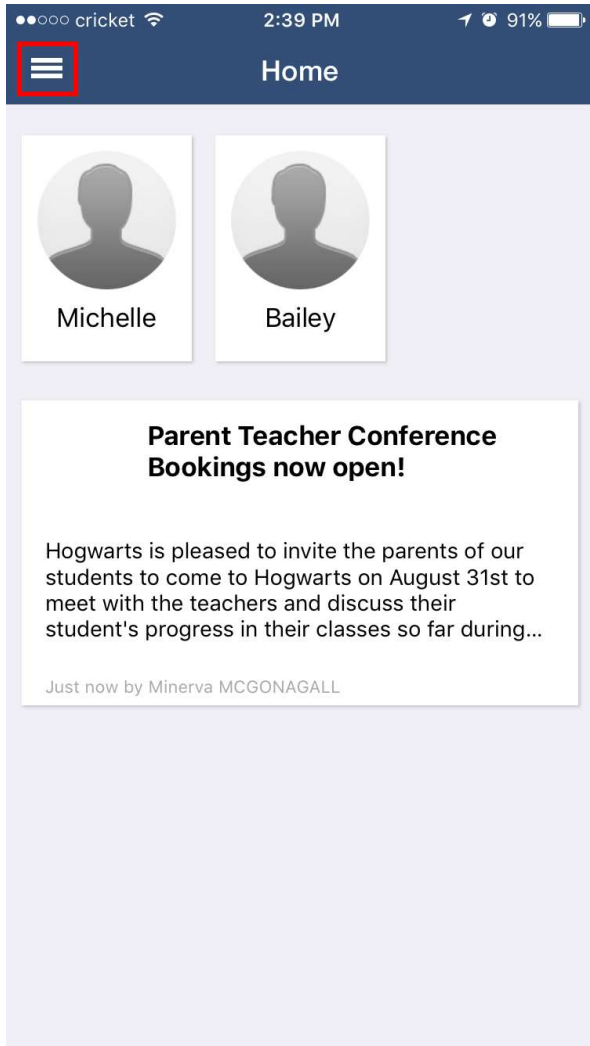 cricket 2:39 PM 91%
Home
Michelle Bailey
Parent Teacher Conference
Bookings now open!
Hogwarts is pleased to invite the parents of our
students to come to Hogwarts on August 31st to
meet with the teachers and discuss their
student's progress in their classes so far during...
Just now by Minerva MCGONAGALL